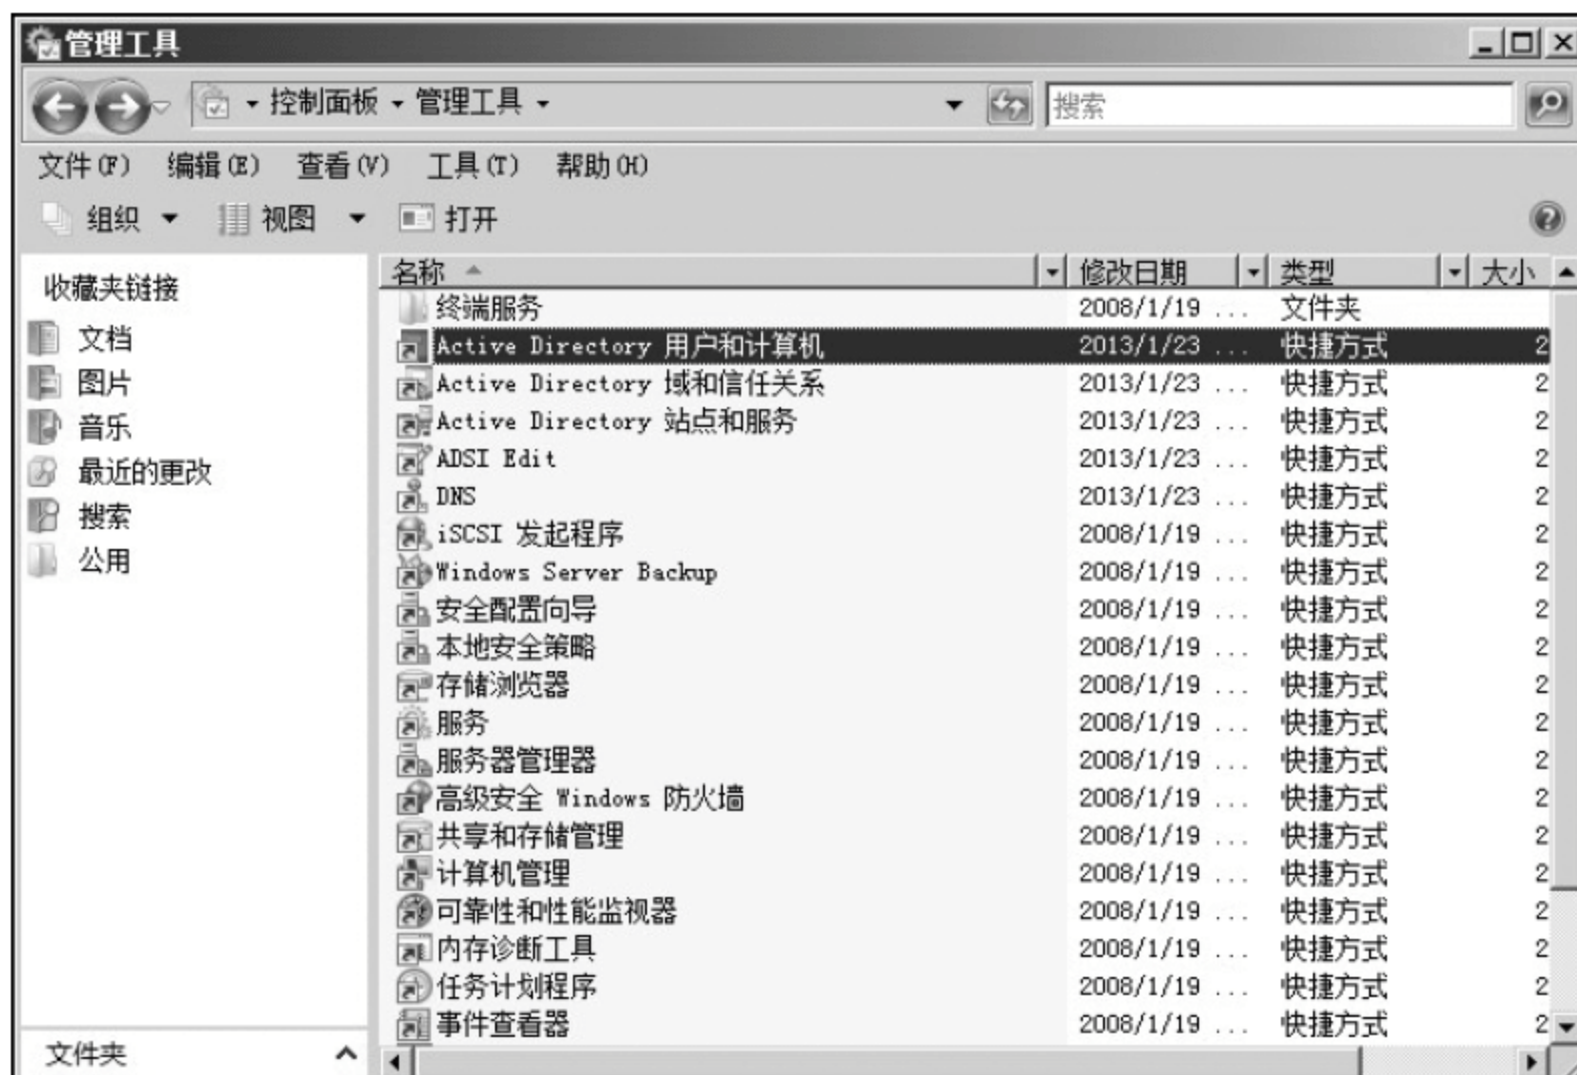 管理工具
控制面板 管理工具 搜索
文件(F) 编辑(E) 查看(V) 工具(T) 帮助(H)
组织 视图 打开
收藏夹链接
文档
图片
音乐
最近的更改
搜索
公用
文件夹
名称 修改日期 类型 大小
终端服务 2008/1/19 ... 文件夹
Active Directory 用户和计算机 2013/1/23 ... 快捷方式 2
Active Directory 域和信任关系 2013/1/23 ... 快捷方式 2
Active Directory 站点和服务 2013/1/23 ... 快捷方式 2
ADSI Edit 2013/1/23 ... 快捷方式 2
DNS 2013/1/23 ... 快捷方式 2
iSCSI 发起程序 2008/1/19 ... 快捷方式 2
Windows Server Backup 2008/1/19 ... 快捷方式 2
安全配置向导 2008/1/19 ... 快捷方式 2
本地安全策略 2008/1/19 ... 快捷方式 2
存储浏览器 2008/1/19 ... 快捷方式 2
服务 2008/1/19 ... 快捷方式 2
服务器管理器 2008/1/19 ... 快捷方式 2
高级安全 Windows 防火墙 2008/1/19 ... 快捷方式 2
共享和存储管理 2008/1/19 ... 快捷方式 2
计算机管理 2008/1/19 ... 快捷方式 2
可靠性和性能监视器 2008/1/19 ... 快捷方式 2
内存诊断工具 2008/1/19 ... 快捷方式 2
任务计划程序 2008/1/19 ... 快捷方式 2
事件查看器 2008/1/19 ... 快捷方式 2